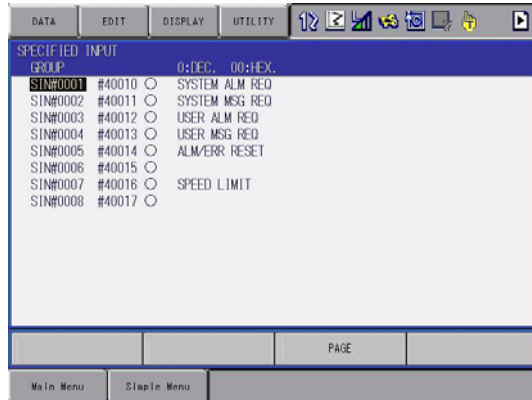 DATA EDIT DISPLAY UTILITY
SPECIFIED INPUT
GROUP 0:DEC. 00:HEX.
SIN#0001 #40010 ○ SYSTEM ALM REQ
SIN#0002 #40011 ○ SYSTEM MSG REQ
SIN#0003 #40012 ○ USER ALM REQ
SIN#0004 #40013 ○ USER MSG REQ
SIN#0005 #40014 ○ ALM/ERR RESET
SIN#0006 #40015 ○
SIN#0007 #40016 ○ SPEED LIMIT
SIN#0008 #40017 ○
PAGE
Main Menu Simple Menu